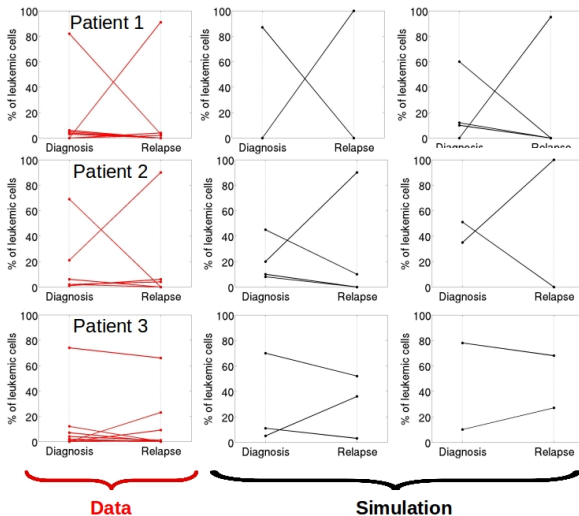 Patient 1
% of leukemic cells
100
80
60
40
20
0
Diagnosis
Relapse
% of leukemic cells
100
80
60
40
20
0
Diagnosis
Relapse
% of leukemic cells
100
80
60
40
20
0
Diagnosis
Relapse
Patient 2
% of leukemic cells
100
80
60
40
20
0
Diagnosis
Relapse
% of leukemic cells
100
80
60
40
20
0
Diagnosis
Relapse
% of leukemic cells
100
80
60
40
20
0
Diagnosis
Relapse
Patient 3
% of leukemic cells
100
80
60
40
20
0
Diagnosis
Relapse
% of leukemic cells
100
80
60
40
20
0
Diagnosis
Relapse
% of leukemic cells
100
80
60
40
20
0
Diagnosis
Relapse
Data
Simulation